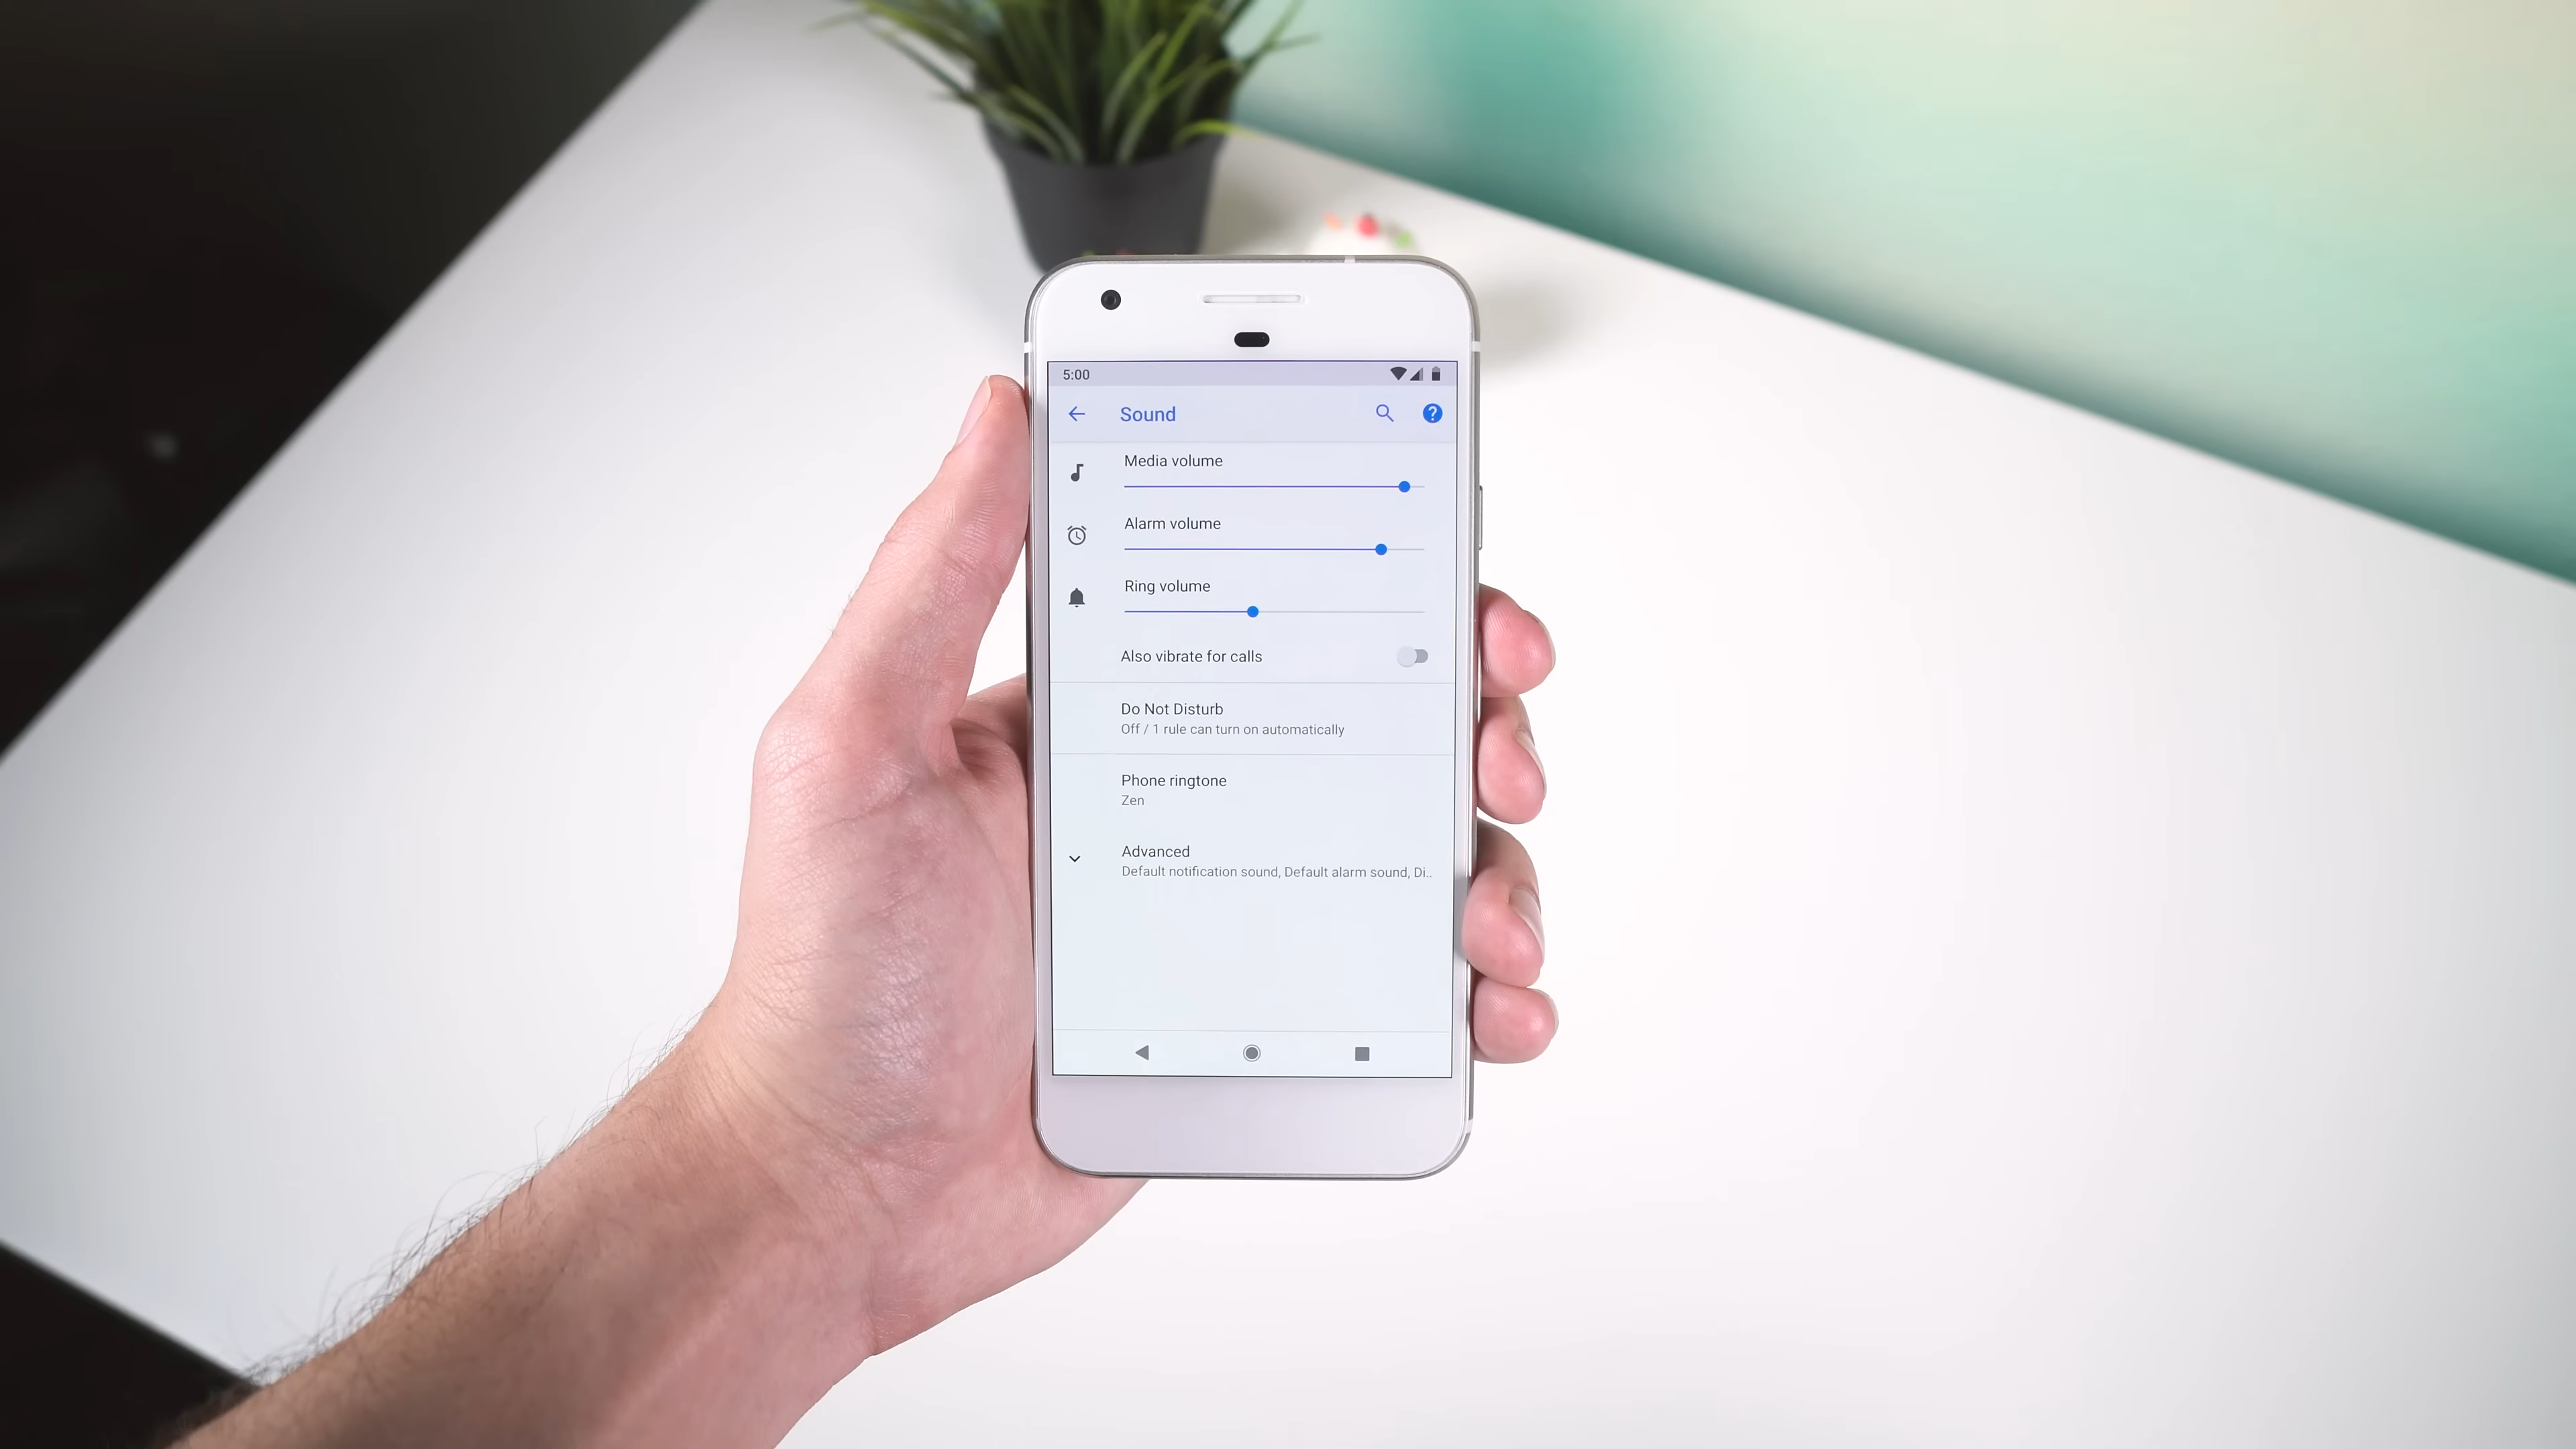 5:00
Sound
Media volume
Alarm volume
Ring volume
Also vibrate for calls
Do Not Disturb
Off / 1 rule can turn on automatically
Phone ringtone
Zen
Advanced
Default notification sound, Default alarm sound, Di..